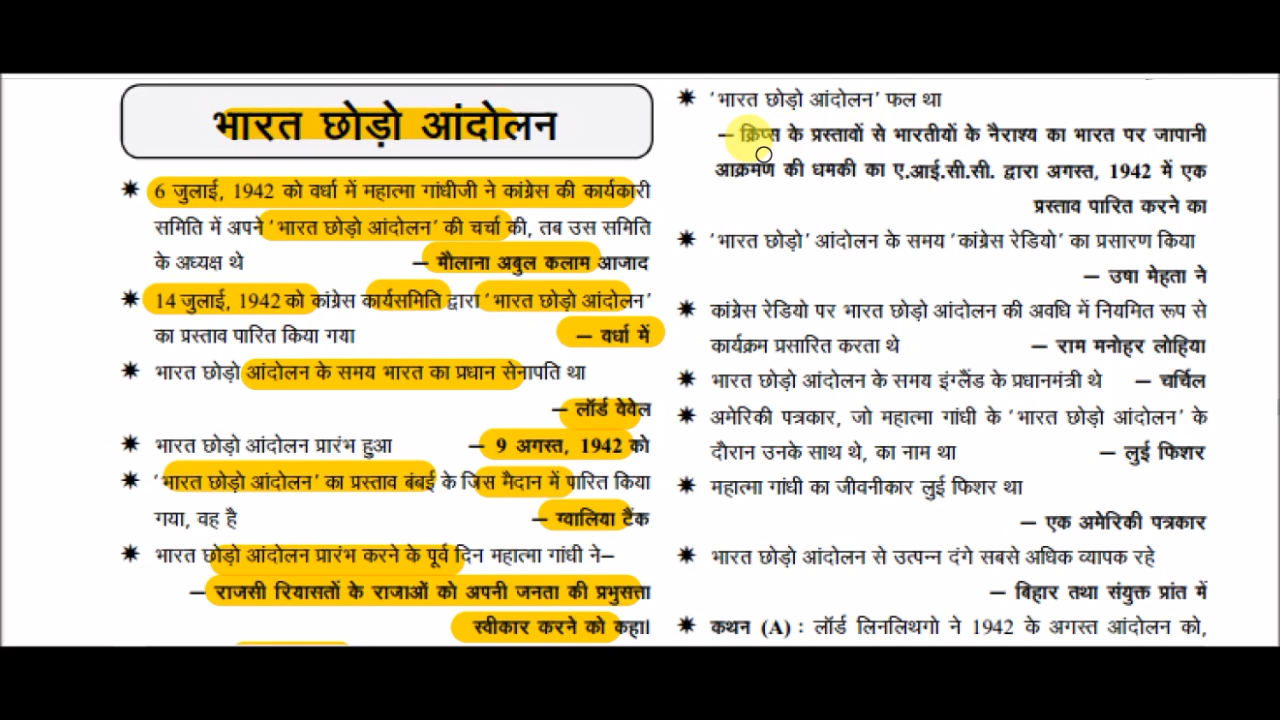 भारत छोड़ो आंदोलन
✷ 6 जुलाई, 1942 को वर्धा में महात्मा गांधीजी ने कांग्रेस की कार्यकारी
समिति में अपने 'भारत छोड़ो आंदोलन' की चर्चा की, तब उस समिति
के अध्यक्ष थे – मौलाना अबुल कलाम आजाद
✷ 14 जुलाई, 1942 को कांग्रेस कार्यसमिति द्वारा 'भारत छोड़ो आंदोलन'
का प्रस्ताव पारित किया गया – वर्धा में
✷ भारत छोड़ो आंदोलन के समय भारत का प्रधान सेनापति था
– लॉर्ड वेवेल
✷ भारत छोड़ो आंदोलन प्रारंभ हुआ – 9 अगस्त, 1942 को
✷ 'भारत छोड़ो आंदोलन' का प्रस्ताव बंबई के जिस मैदान में पारित किया
गया, वह है – ग्वालिया टैंक
✷ भारत छोड़ो आंदोलन प्रारंभ करने के पूर्व दिन महात्मा गांधी ने–
– राजसी रियासतों के राजाओं को अपनी जनता की प्रभुसत्ता
स्वीकार करने को कहा।
✷ 'भारत छोड़ो आंदोलन' फल था
– क्रिप्स के प्रस्तावों से भारतीयों के नैराश्य का भारत पर जापानी
आक्रमण की धमकी का ए.आई.सी.सी. द्वारा अगस्त, 1942 में एक
प्रस्ताव पारित करने का
✷ 'भारत छोड़ो' आंदोलन के समय 'कांग्रेस रेडियो' का प्रसारण किया
– उषा मेहता ने
✷ कांग्रेस रेडियो पर भारत छोड़ो आंदोलन की अवधि में नियमित रूप से
कार्यक्रम प्रसारित करता थे – राम मनोहर लोहिया
✷ भारत छोड़ो आंदोलन के समय इंग्लैंड के प्रधानमंत्री थे – चर्चिल
✷ अमेरिकी पत्रकार, जो महात्मा गांधी के 'भारत छोड़ो आंदोलन' के
दौरान उनके साथ थे, का नाम था – लुई फिशर
✷ महात्मा गांधी का जीवनीकार लुई फिशर था
– एक अमेरिकी पत्रकार
✷ भारत छोड़ो आंदोलन से उत्पन्न दंगे सबसे अधिक व्यापक रहे
– बिहार तथा संयुक्त प्रांत में
✷ कथन (A) : लॉर्ड लिनलिथगो ने 1942 के अगस्त आंदोलन को,